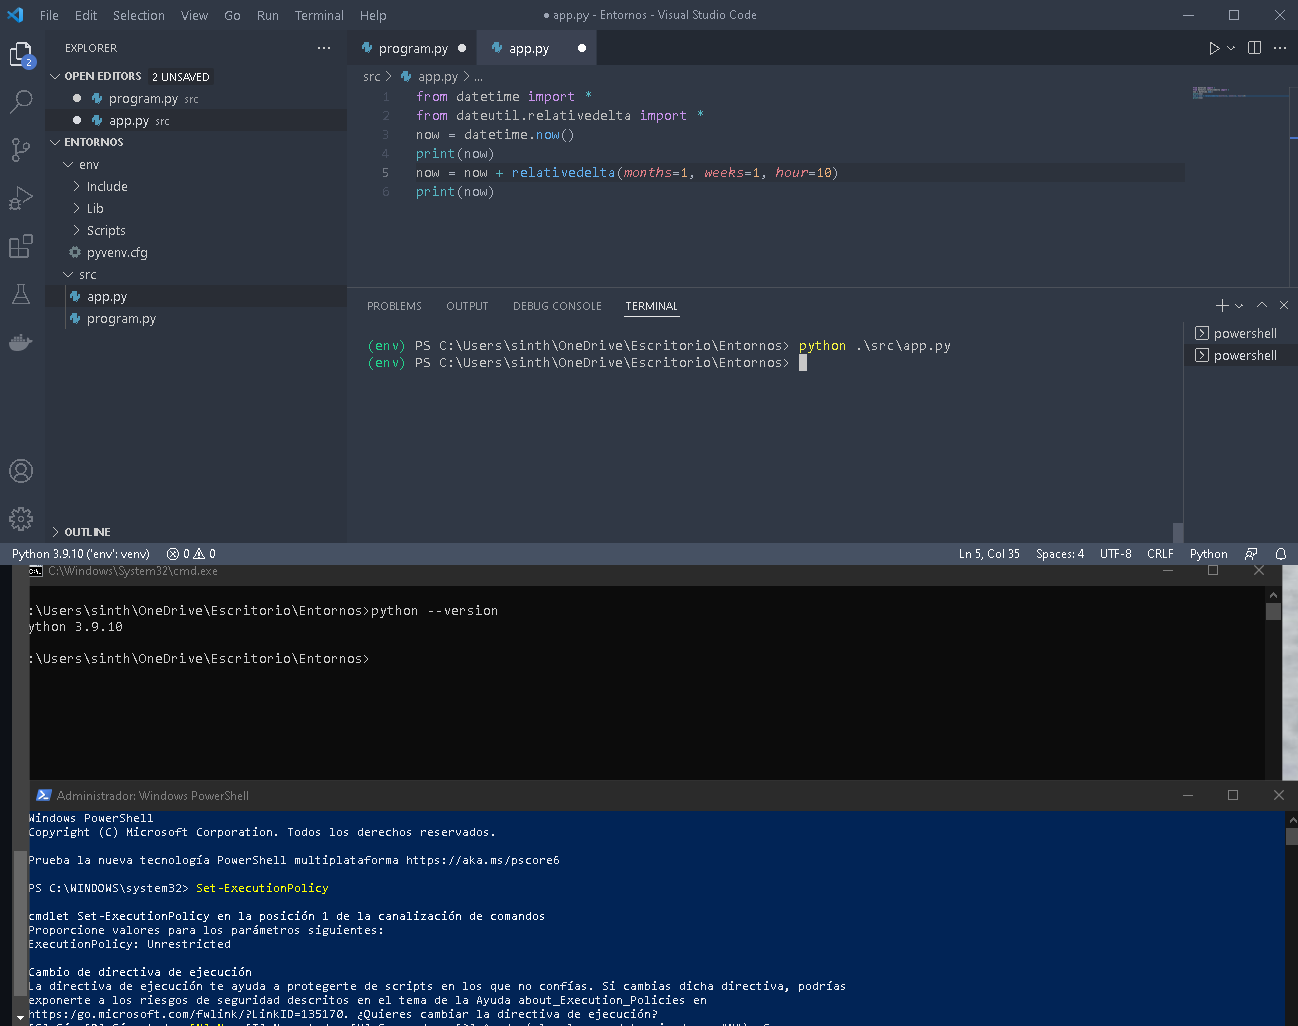 File Edit Selection View Go Run Terminal Help
● app.py - Entornos - Visual Studio Code
EXPLORER
program.py ●
app.py ●
OPEN EDITORS 2 UNSAVED
● program.py src
● app.py src
ENTORNOS
env
Include
Lib
Scripts
pyvenv.cfg
src
app.py
program.py
OUTLINE
2
src > app.py > ...
1 from datetime import *
2 from dateutil.relativedelta import *
3 now = datetime.now()
4 print(now)
5 now = now + relativedelta(months=1, weeks=1, hour=10)
6 print(now)
PROBLEMS OUTPUT DEBUG CONSOLE TERMINAL
(env) PS C:\Users\sinth\OneDrive\Escritorio\Entornos> python .\src\app.py
(env) PS C:\Users\sinth\OneDrive\Escritorio\Entornos>
powershell
powershell
Python 3.9.10 ('env': venv) 0 0 Ln 5, Col 35 Spaces: 4 UTF-8 CRLF Python
C:\Windows\System32\cmd.exe
:\Users\sinth\OneDrive\Escritorio\Entornos>python --version
ython 3.9.10
:\Users\sinth\OneDrive\Escritorio\Entornos>
Administrador: Windows PowerShell
Windows PowerShell
Copyright (C) Microsoft Corporation. Todos los derechos reservados.
Prueba la nueva tecnología PowerShell multiplataforma https://aka.ms/pscore6
PS C:\WINDOWS\system32> Set-ExecutionPolicy
cmdlet Set-ExecutionPolicy en la posición 1 de la canalización de comandos
Proporcione valores para los parámetros siguientes:
ExecutionPolicy: Unrestricted
Cambio de directiva de ejecución
La directiva de ejecución te ayuda a protegerte de scripts en los que no confías. Si cambias dicha directiva, podrías
exponerte a los riesgos de seguridad descritos en el tema de la Ayuda about_Execution_Policies en
https:/go.microsoft.com/fwlink/?LinkID=135170. ¿Quieres cambiar la directiva de ejecución?